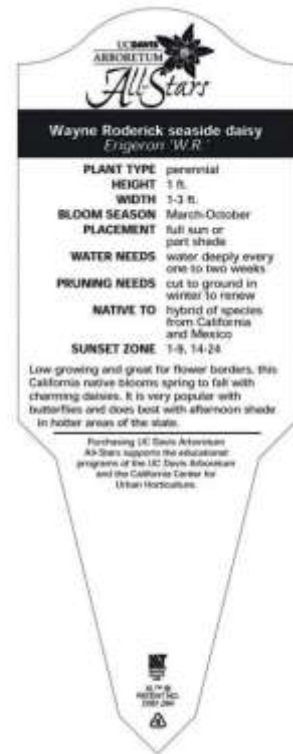 UC DAVIS
ARBORETUM
All-Stars
Wayne Roderick seaside daisy
Erigeron 'W.R.'
PLANT TYPE perennial
HEIGHT 1 ft.
WIDTH 1-3 ft.
BLOOM SEASON March-October
PLACEMENT full sun or
part shade
WATER NEEDS water deeply every
one to two weeks
PRUNING NEEDS cut to ground in
winter to renew
NATIVE TO hybrid of species
from California
and Mexico
SUNSET ZONE 1-9, 14-24
Low growing and great for flower borders, this
California native blooms spring to fall with
charming daisies. It is very popular with
butterflies and does best with afternoon shade
in hotter areas of the state.
Purchasing UC Davis Arboretum
All-Stars supports the educational
programs of the UC Davis Arboretum
and the California Center for
Urban Horticulture.
PATENT NO.